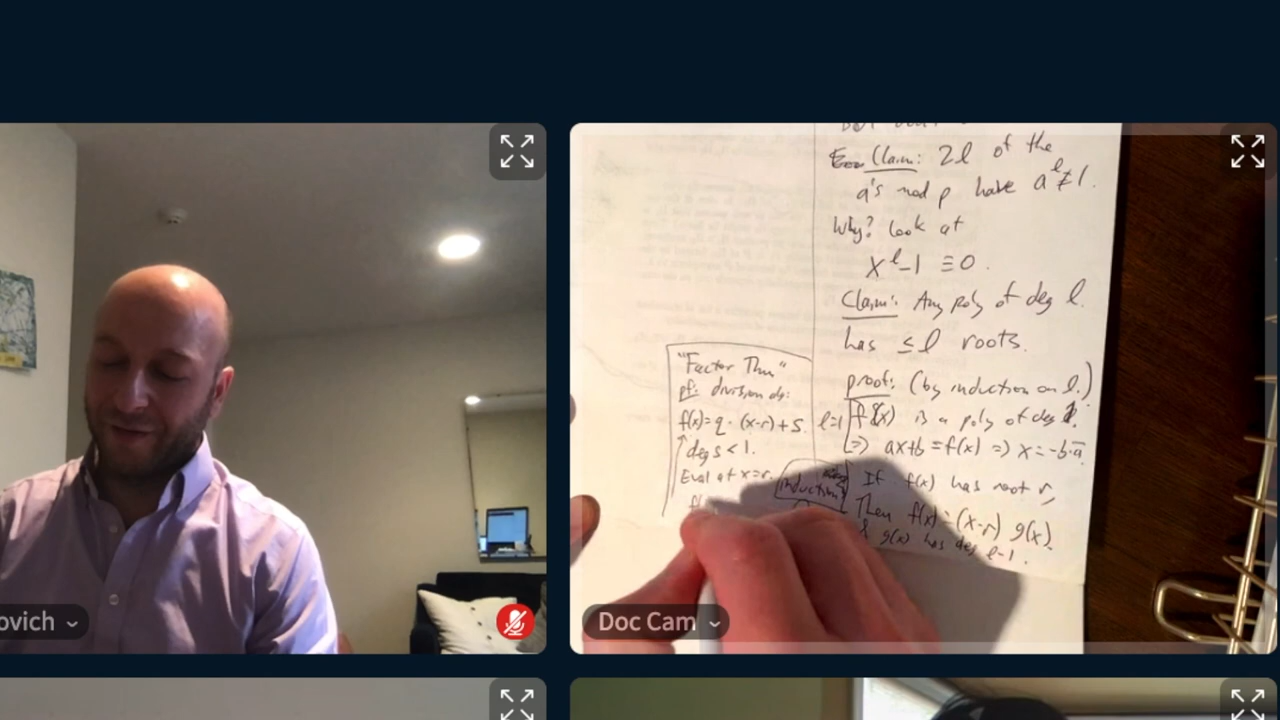 Claim: 2l of the
a's mod p have a^l ≢ 1.
Why? Look at
x^l-1 ≡ 0.
Claim: Any poly of deg l.
has ≤ l roots.
proof: (by induction on l.)
l=1 f(x) is a poly of deg 1.
=> ax+b = f(x) => x = -b·a̅
induction
If f(x) has root r,
Then f(x) = (x-r) g(x).
& g(x) has deg l-1.
"Factor Thm"
pf: division alg:
f(x) = q·(x-r) + s.
deg s < 1.
Eval at x=r.
ovich
Doc Cam